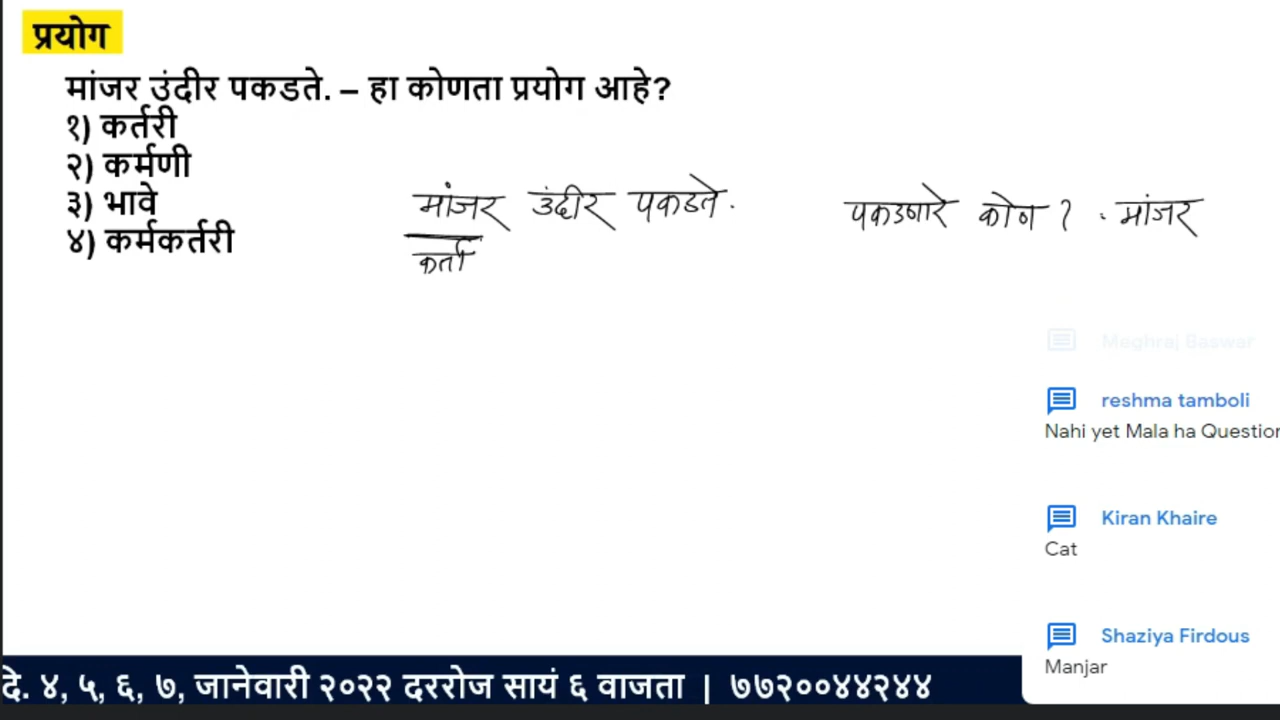 प्रयोग
मांजर उंदीर पकडते. – हा कोणता प्रयोग आहे?
१) कर्तरी
२) कर्मणी
३) भावे
४) कर्मकर्तरी
मांजर उंदीर पकडते. पकडणारे कोण? मांजर
कर्ता
Meghraj Baswar
reshma tamboli
Nahi yet Mala ha Question
Kiran Khaire
Cat
Shaziya Firdous
Manjar
दि. ४, ५, ६, ७, जानेवारी २०२२ दररोज सायं ६ वाजता | ७७२००४४२४४